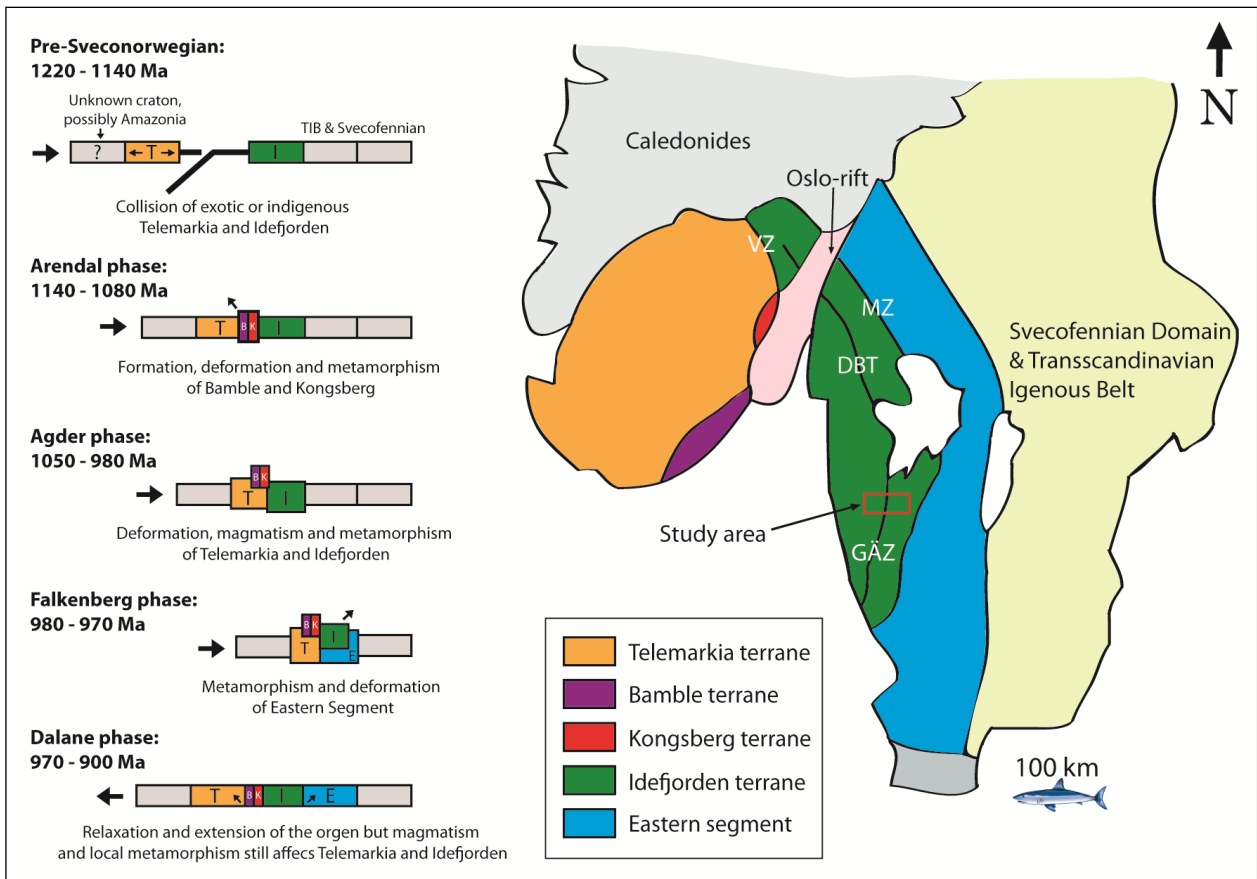 Pre-Sveconorwegian:
1220 - 1140 Ma
Unknown craton,
possibly Amazonia
TIB & Svecofennian
?
T
I
Collision of exotic or indigenous
Telemarkia and Idefjorden
Arendal phase:
1140 - 1080 Ma
T
B
K
I
Formation, deformation and metamorphism
of Bamble and Kongsberg
Agder phase:
1050 - 980 Ma
B
K
T
I
Deformation, magmatism and metamorphism
of Telemarkia and Idefjorden
Falkenberg phase:
980 - 970 Ma
B
K
I
T
E
Metamorphism and deformation
of Eastern Segment
Dalane phase:
970 - 900 Ma
T
B
K
I
E
Relaxation and extension of the orgen but magmatism
and local metamorphism still affecs Telemarkia and Idefjorden
N
Caledonides
Oslo-rift
VZ
MZ
DBT
Svecofennian Domain
& Transscandinavian
Igenous Belt
Study area
GÄZ
Telemarkia terrane
Bamble terrane
Kongsberg terrane
Idefjorden terrane
Eastern segment
100 km